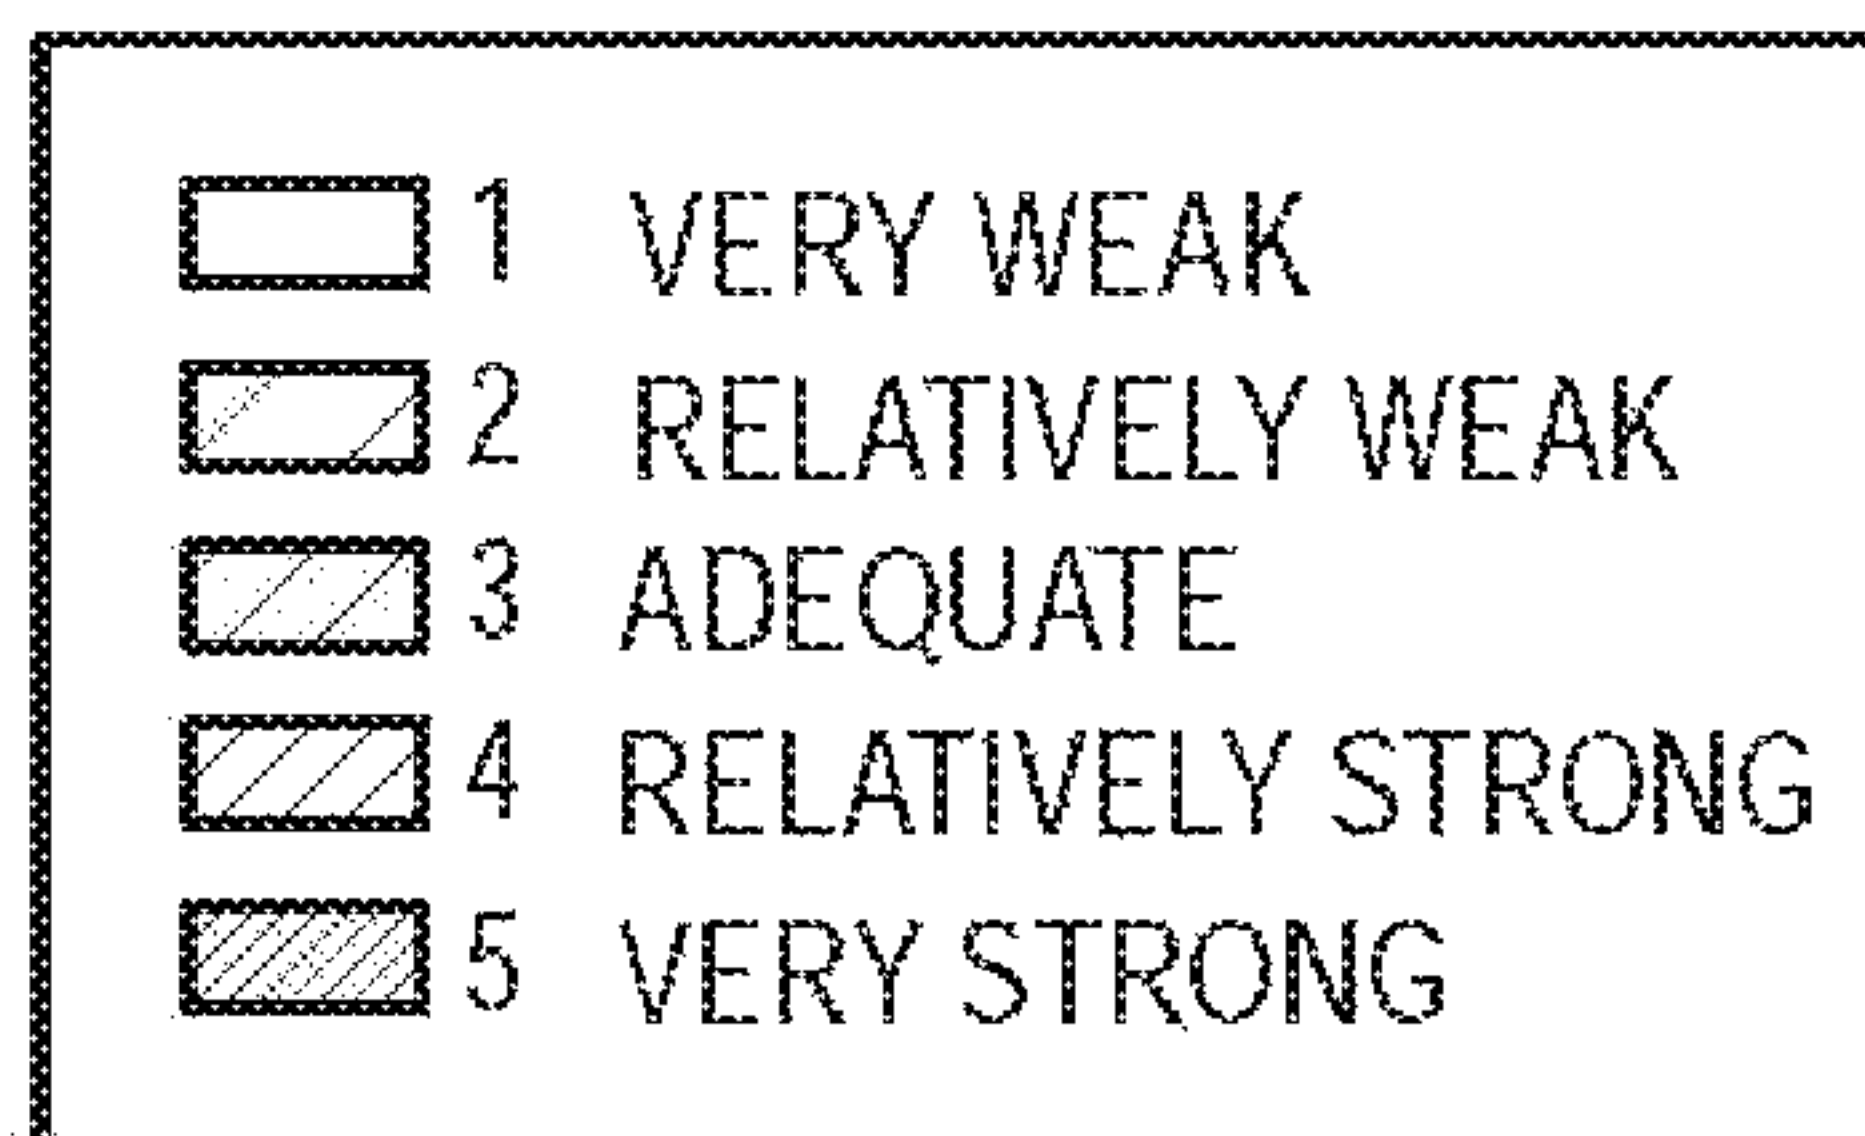 1 VERY WEAK
2 RELATIVELY WEAK
3 ADEQUATE
4 RELATIVELY STRONG
5 VERY STRONG